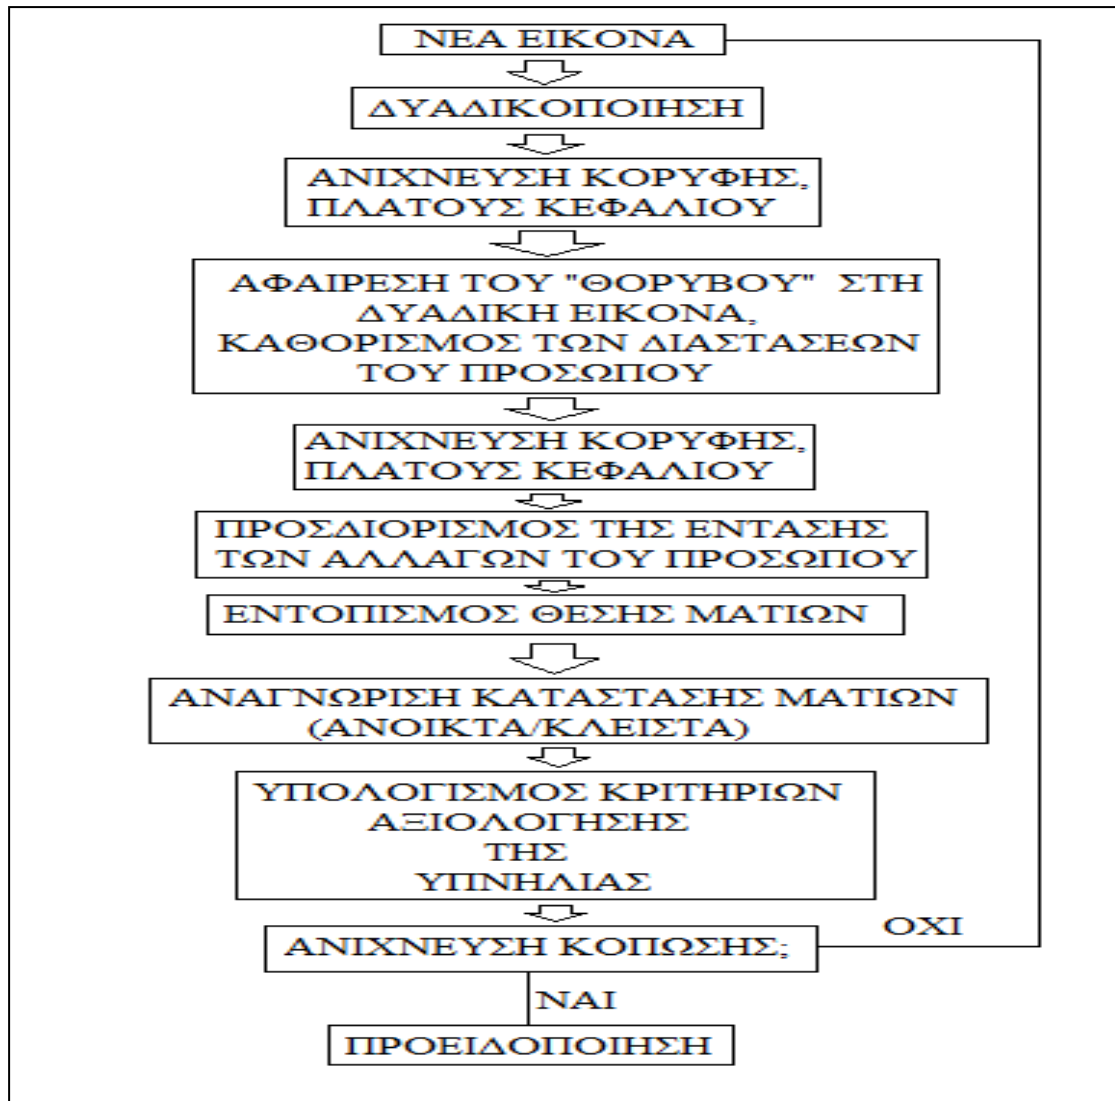 ΝΕΑ ΕΙΚΟΝΑ
ΔΥΑΔΙΚΟΠΟΙΗΣΗ
ΑΝΙΧΝΕΥΣΗ ΚΟΡΥΦΗΣ,
ΠΛΑΤΟΥΣ ΚΕΦΑΛΙΟΥ
ΑΦΑΙΡΕΣΗ ΤΟΥ "ΘΟΡΥΒΟΥ" ΣΤΗ
ΔΥΑΔΙΚΗ ΕΙΚΟΝΑ,
ΚΑΘΟΡΙΣΜΟΣ ΤΩΝ ΔΙΑΣΤΑΣΕΩΝ
ΤΟΥ ΠΡΟΣΩΠΟΥ
ΑΝΙΧΝΕΥΣΗ ΚΟΡΥΦΗΣ,
ΠΛΑΤΟΥΣ ΚΕΦΑΛΙΟΥ
ΠΡΟΣΔΙΟΡΙΣΜΟΣ ΤΗΣ ΕΝΤΑΣΗΣ
ΤΩΝ ΑΛΛΑΓΩΝ ΤΟΥ ΠΡΟΣΩΠΟΥ
ΕΝΤΟΠΙΣΜΟΣ ΘΕΣΗΣ ΜΑΤΙΩΝ
ΑΝΑΓΝΩΡΙΣΗ ΚΑΤΑΣΤΑΣΗΣ ΜΑΤΙΩΝ
(ΑΝΟΙΚΤΑ/ΚΛΕΙΣΤΑ)
ΥΠΟΛΟΓΙΣΜΟΣ ΚΡΙΤΗΡΙΩΝ
ΑΞΙΟΛΟΓΗΣΗΣ
ΤΗΣ
ΥΠΝΗΛΙΑΣ
ΟΧΙ
ΑΝΙΧΝΕΥΣΗ ΚΟΠΩΣΗΣ;
ΝΑΙ
ΠΡΟΕΙΔΟΠΟΙΗΣΗ